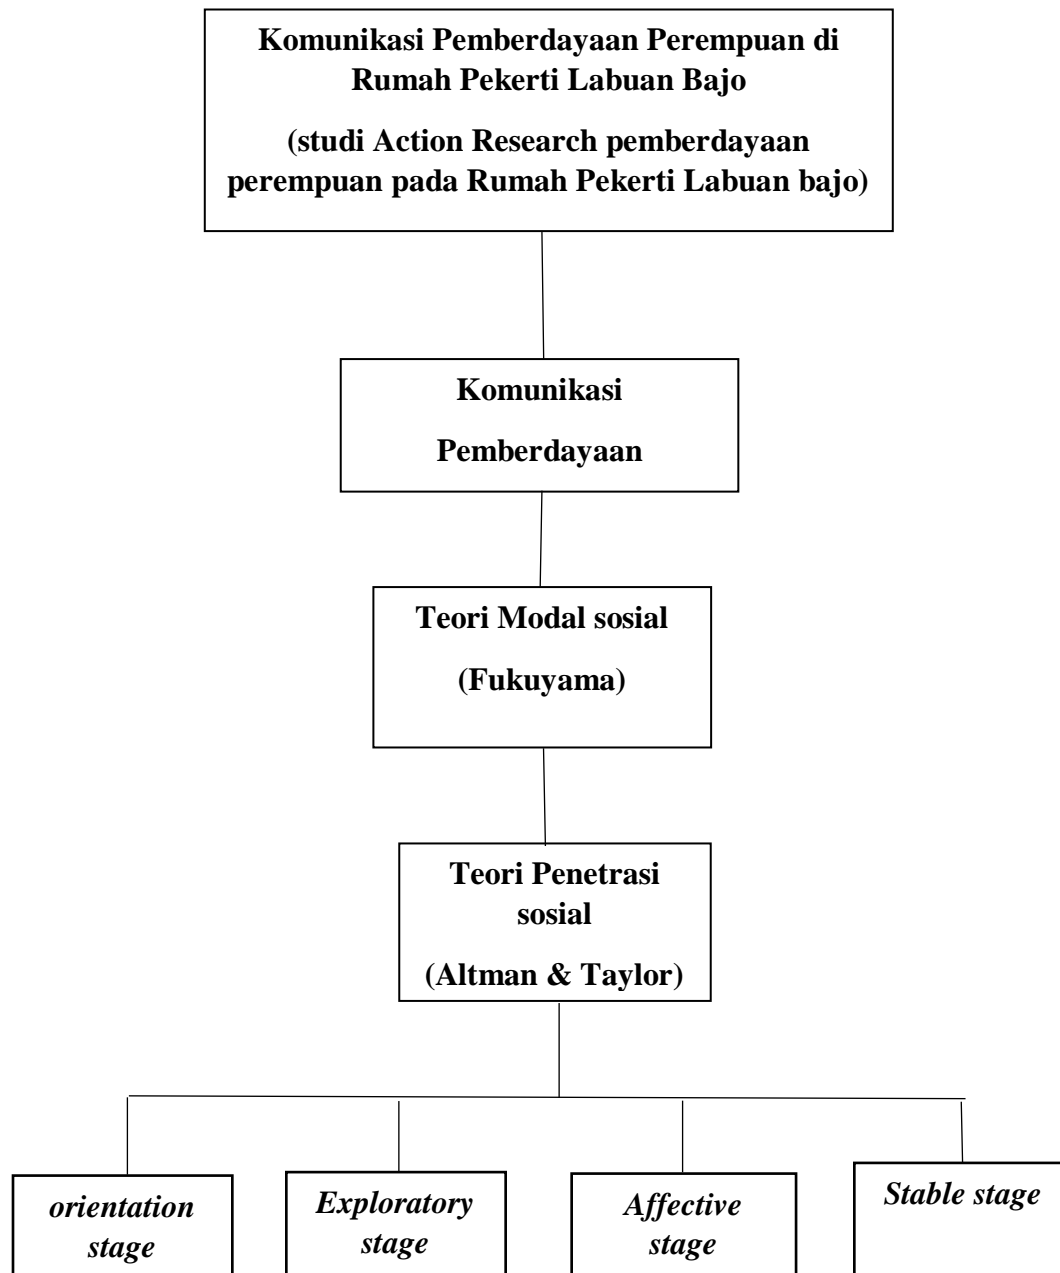 Komunikasi Pemberdayaan Perempuan di
Rumah Pekerti Labuan Bajo
(studi Action Research pemberdayaan
perempuan pada Rumah Pekerti Labuan bajo)
Komunikasi
Pemberdayaan
Teori Modal sosial
(Fukuyama)
Teori Penetrasi
sosial
(Altman & Taylor)
orientation
stage
Exploratory
stage
Affective
stage
Stable stage